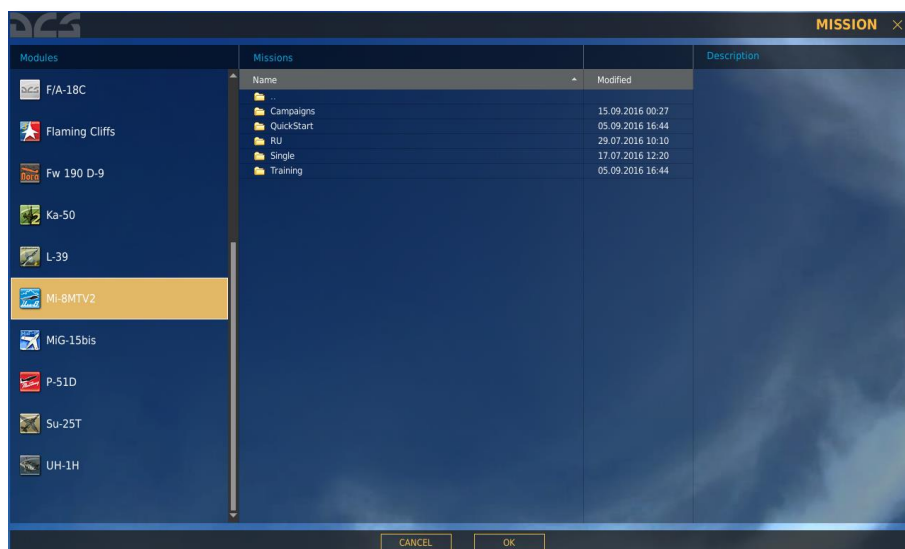 DCS
MISSION ×
Modules
Missions
Description
F/A-18C
Flaming Cliffs
Fw 190 D-9
Ka-50
L-39
Mi-8MTV2
MiG-15bis
P-51D
Su-25T
UH-1H
Name Modified
..
Campaigns 15.09.2016 00:27
QuickStart 05.09.2016 16:44
RU 29.07.2016 10:10
Single 17.07.2016 12:20
Training 05.09.2016 16:44
CANCEL OK